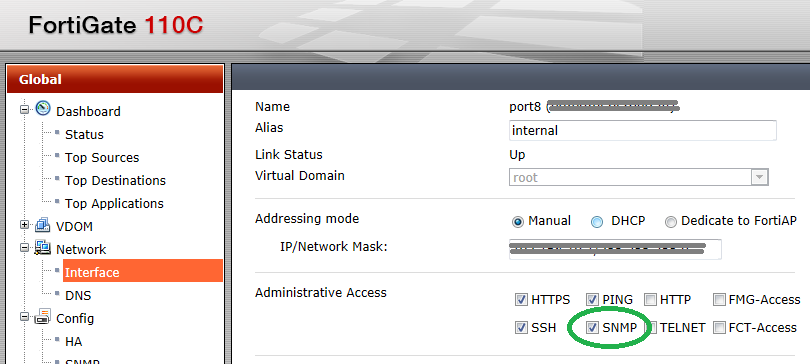 FortiGate 110C
Global
Dashboard
Status
Top Sources
Top Destinations
Top Applications
VDOM
Network
Interface
DNS
Config
HA
SNMP
Name port8 (
Alias internal
Link Status Up
Virtual Domain root
Addressing mode Manual DHCP Dedicate to FortiAP
IP/Network Mask:
Administrative Access HTTPS PING HTTP FMG-Access
SSH SNMP TELNET FCT-Access